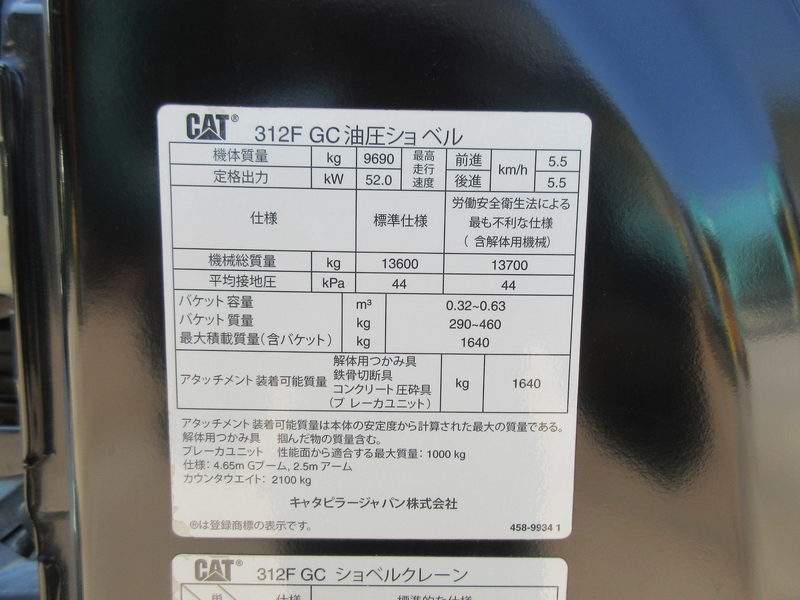 CAT® 312F GC 油圧ショベル
機体質量 kg 9690 最高走行速度 前進 km/h 5.5
定格出力 kW 52.0 後進 5.5
仕様 標準仕様 労働安全衛生法による
最も不利な仕様
(含解体用機械)
機械総質量 kg 13600 13700
平均接地圧 kPa 44 44
バケット容量 m³ 0.32~0.63
バケット質量 kg 290~460
最大積載質量(含バケット) kg 1640
アタッチメント装着可能質量 解体用つかみ具 kg 1640
鉄骨切断具
コンクリート圧砕具
(ブレーカユニット)
アタッチメント装着可能質量は本体の安定度から計算された最大の質量である。
解体用つかみ具 掴んだ物の質量含む。
ブレーカユニット 性能面から適合する最大質量: 1000 kg
仕様: 4.65m Gブーム, 2.5m アーム
カウンタウエイト: 2100 kg
キャタピラージャパン株式会社
®は登録商標の表示です。 458-9934 1
CAT® 312F GC ショベルクレーン
仕様 標準的な仕様